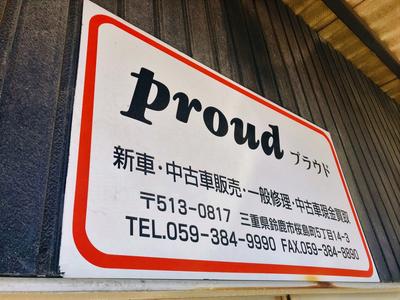 proud プラウド
新車・中古車販売・一般修理・中古車現金買取
〒513-0817 三重県鈴鹿市桜島町5丁目14-3
TEL.059-384-9990 FAX.059-384-8890